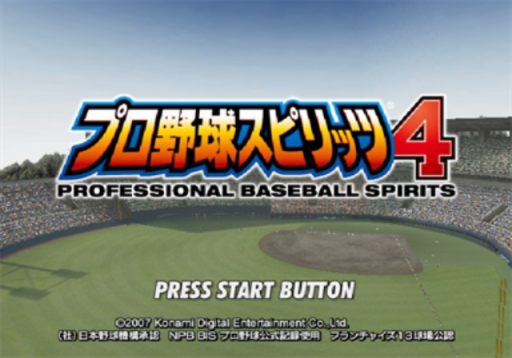 プロ野球スピリッツ4
PROFESSIONAL BASEBALL SPIRITS
PRESS START BUTTON
©2007 Konami Digital Entertainment Co.,Ltd.
(社)日本野球機構承認 NPB BIS プロ野球公式記録使用 フランチャイズ13球場公認